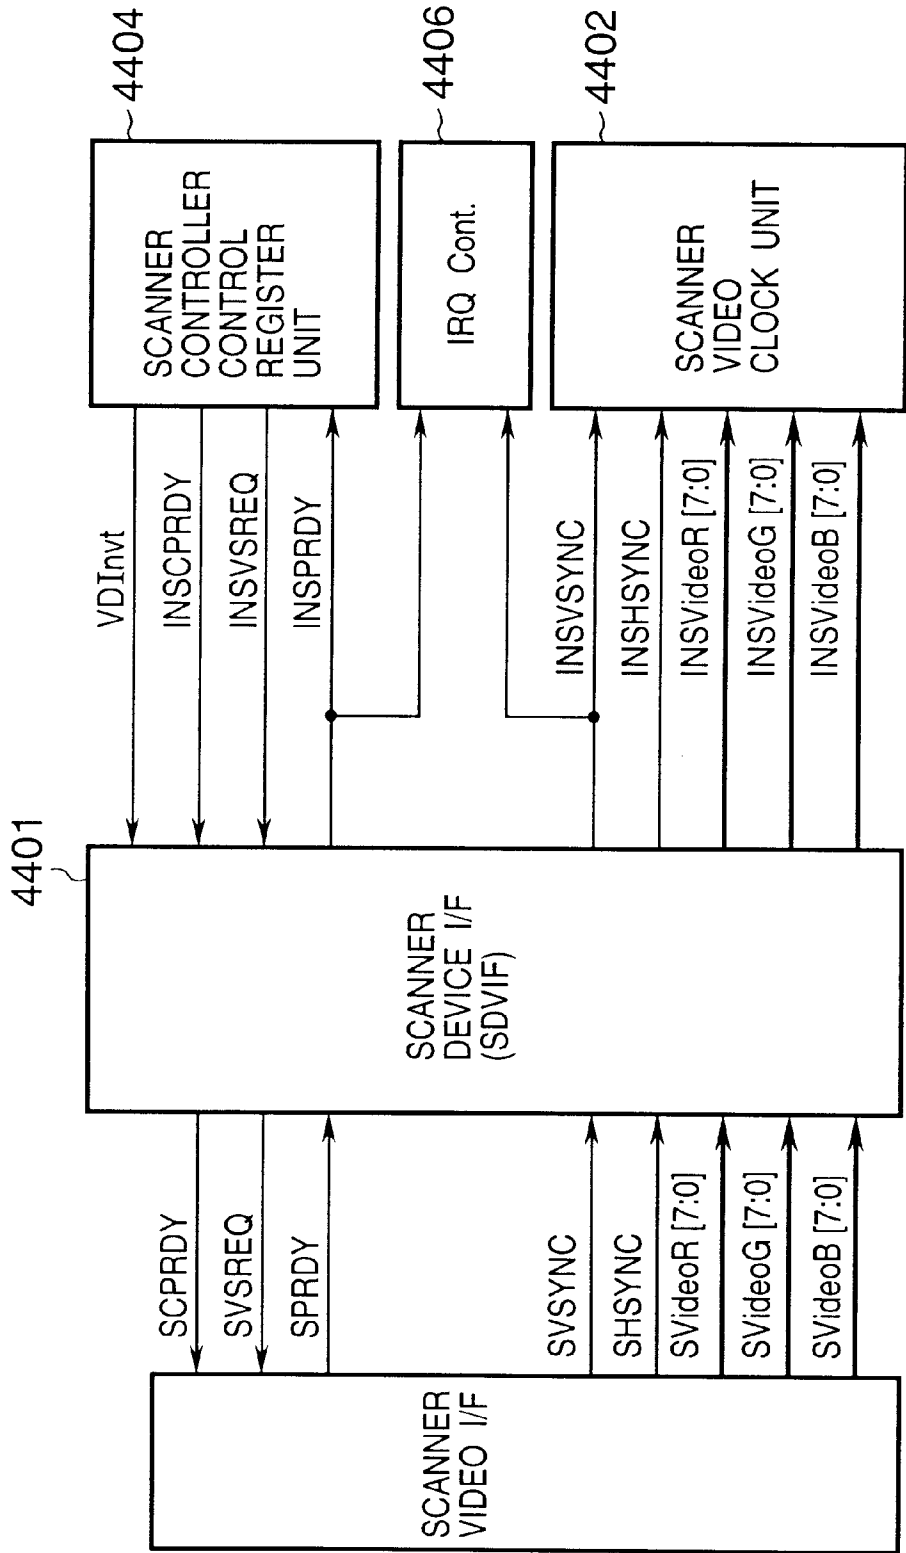 4401
4404
4406
4402
SCANNER
VIDEO I/F
SCPRDY
SVSREQ
SPRDY
SVSYNC
SHSYNC
SVideoR [7:0]
SVideoG [7:0]
SVideoB [7:0]
SCANNER
DEVICE I/F
(SDVIF)
VDInvt
INSCPRDY
INSVSREQ
INSPRDY
INSVSYNC
INSHSYNC
INSVideoR [7:0]
INSVideoG [7:0]
INSVideoB [7:0]
SCANNER
CONTROLLER
CONTROL
REGISTER
UNIT
IRQ Cont.
SCANNER
VIDEO
CLOCK UNIT